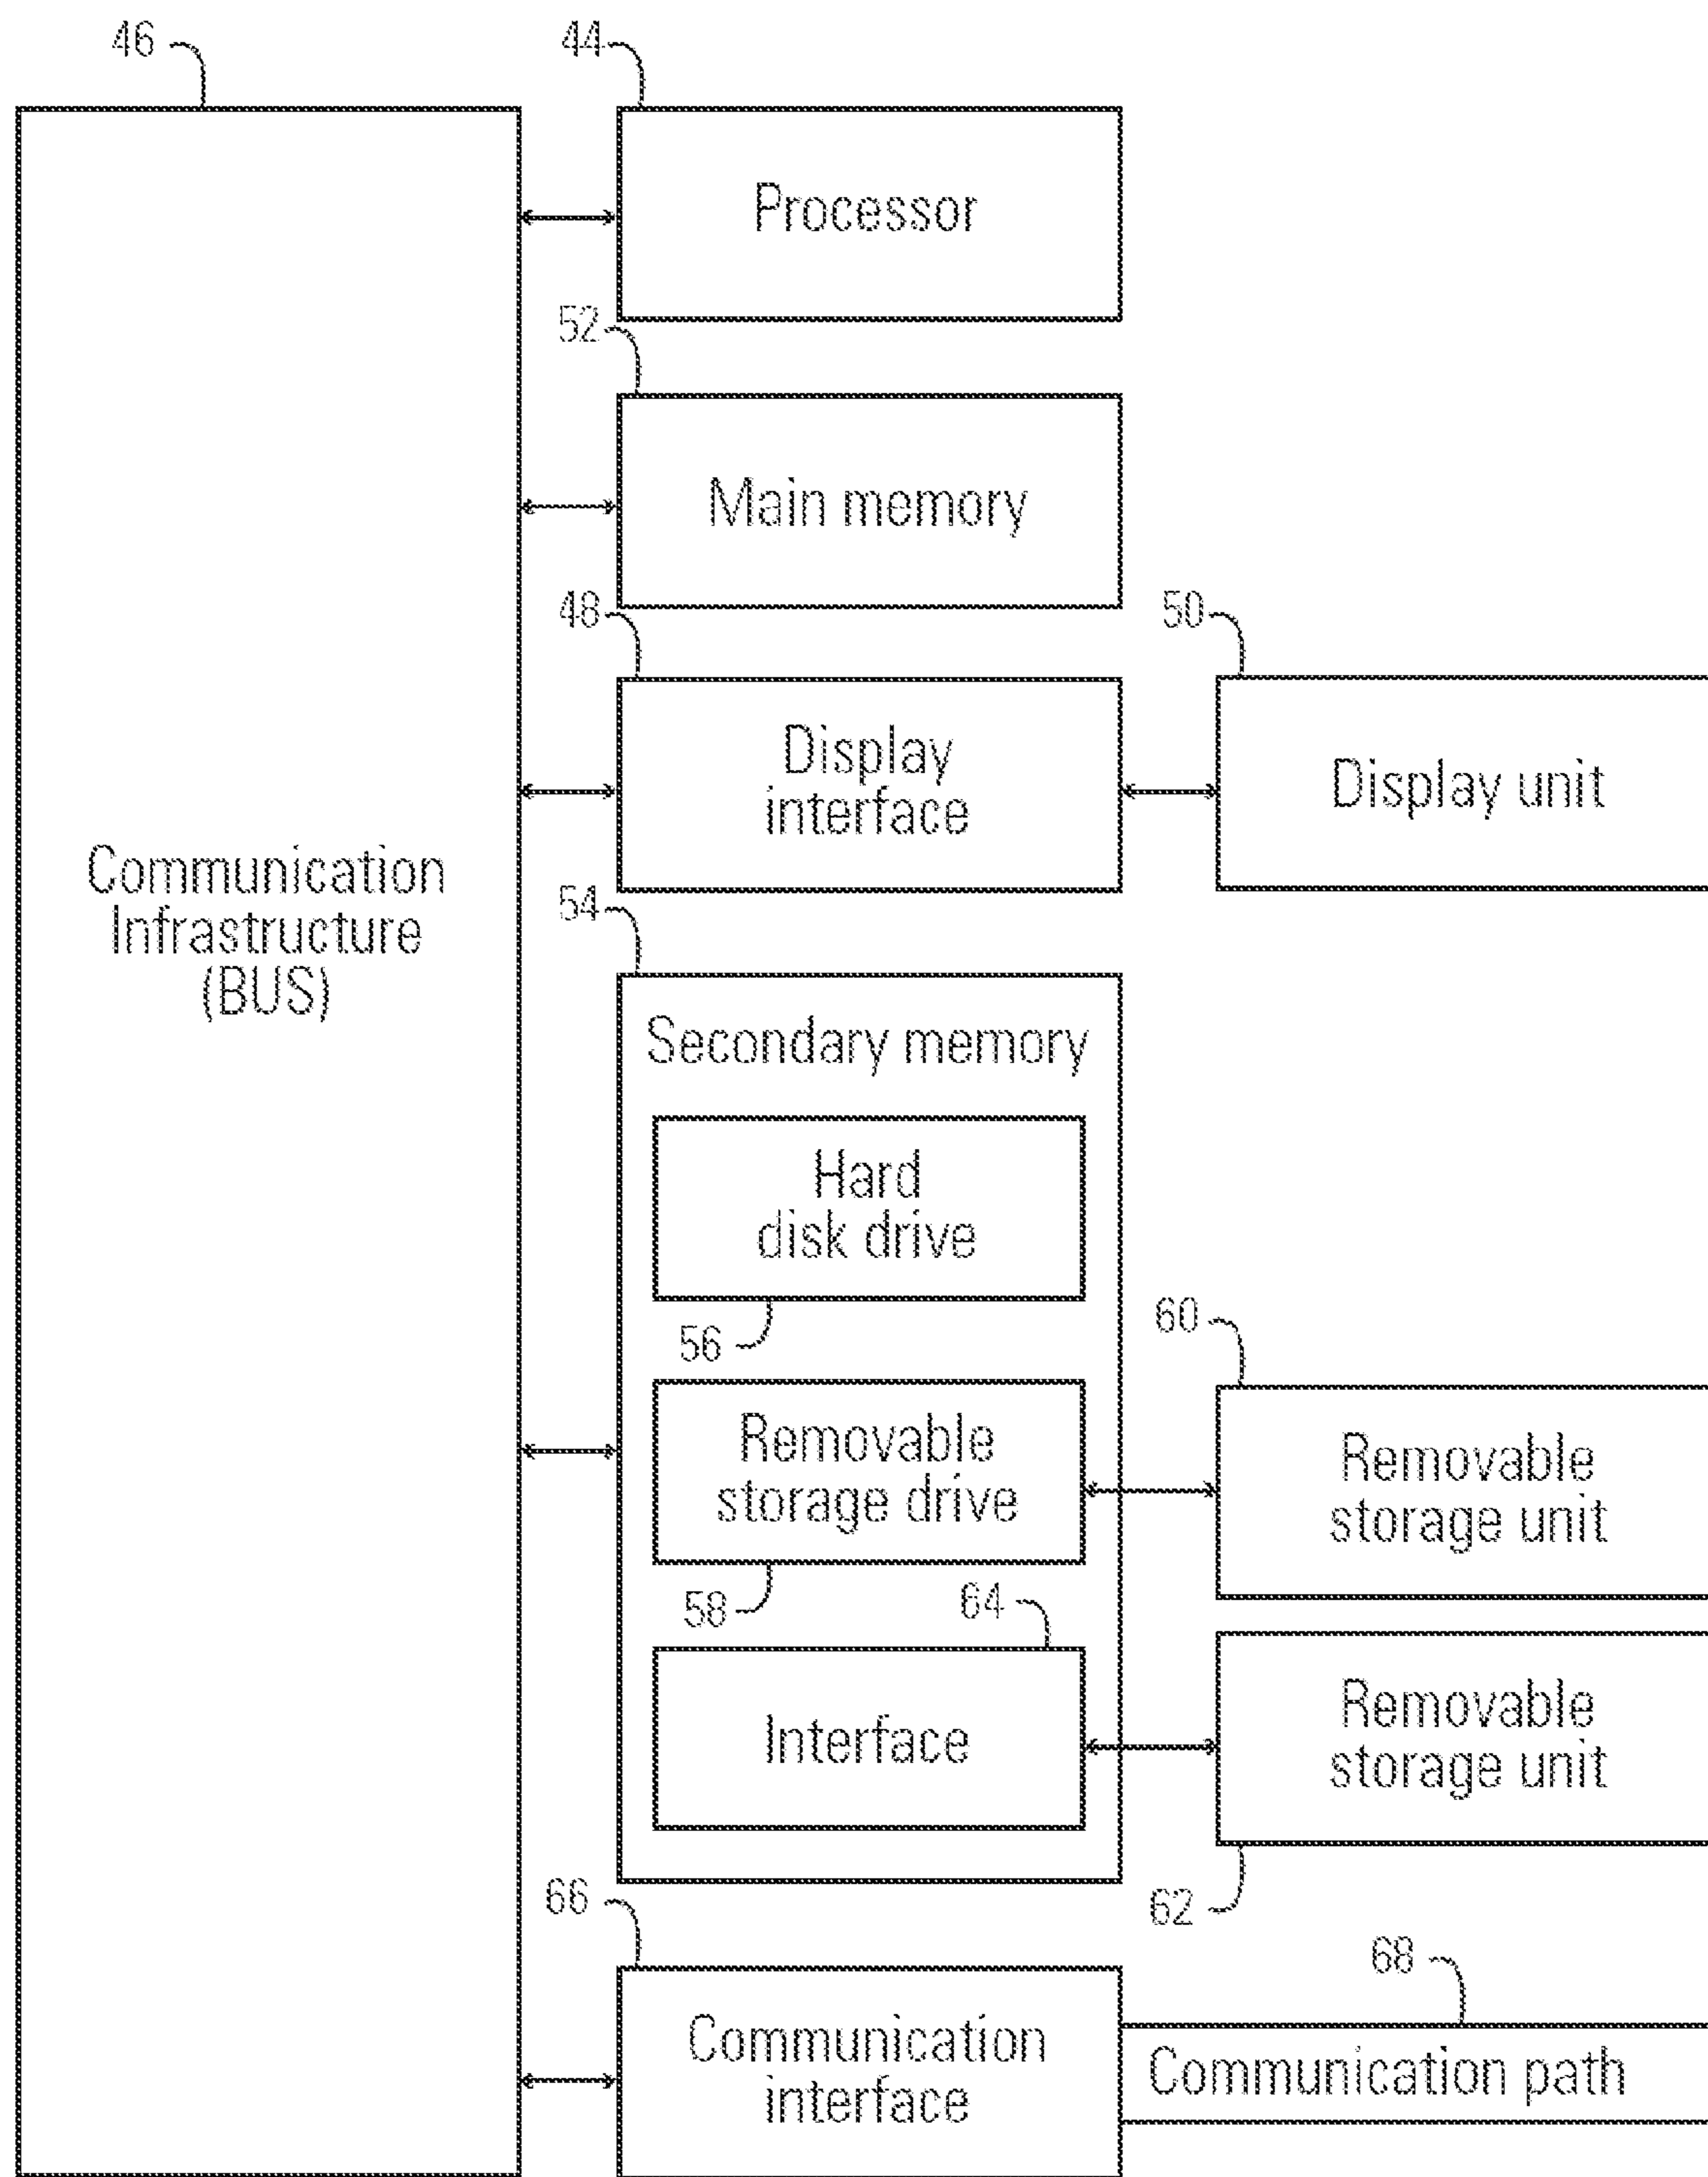 46
44
Processor
52
Main memory
48
50
Display
interface
Display unit
Communication
Infrastructure
(BUS)
54
Secondary memory
Hard
disk drive
56
60
Removable
storage drive
Removable
storage unit
58
64
Interface
Removable
storage unit
66
62
68
Communication
interface
Communication path